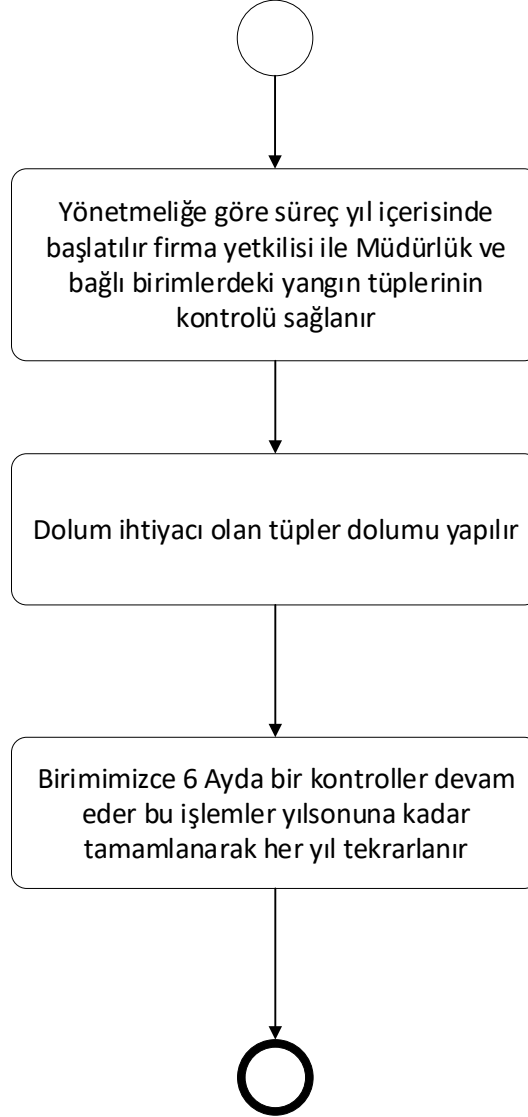 Yönetmeliğe göre süreç yıl içerisinde
başlatılır firma yetkilisi ile Müdürlük ve
bağlı birimlerdeki yangın tüplerinin
kontrolü sağlanır
Dolum ihtiyacı olan tüpler dolumu yapılır
Birimimizce 6 Ayda bir kontroller devam
eder bu işlemler yılsonuna kadar
tamamlanarak her yıl tekrarlanır